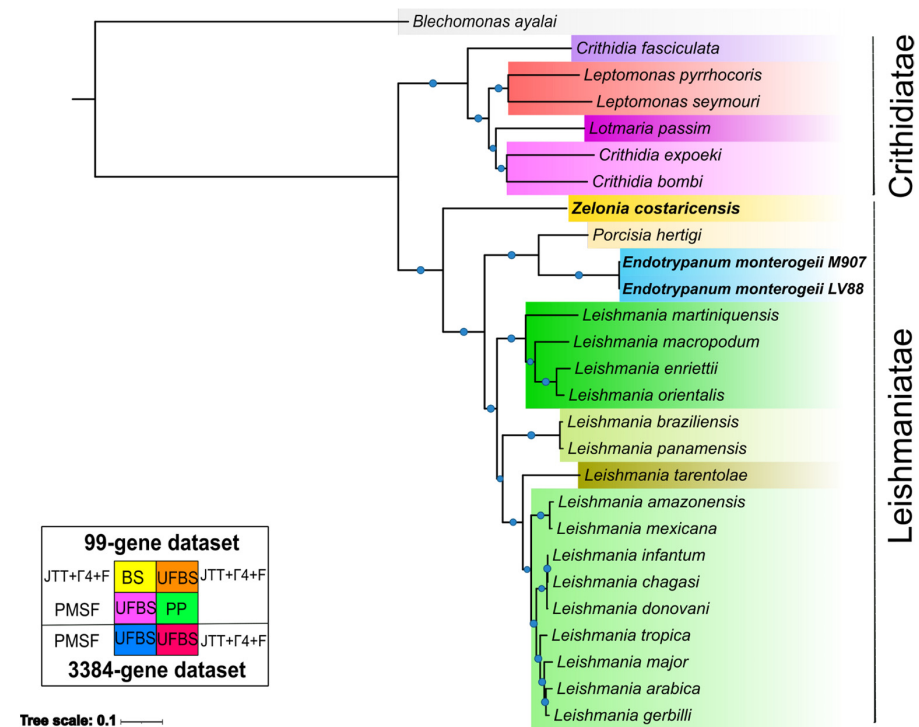 Blechomonas ayalai
Crithidia fasciculata
Leptomonas pyrrhocoris
Leptomonas seymouri
Lotmaria passim
Crithidia expoeki
Crithidia bombi
Crithidiatae
Zelonia costaricensis
Porcisia hertigi
Endotrypanum monterogeii M907
Endotrypanum monterogeii LV88
Leishmania martiniquensis
Leishmania macropodum
Leishmania enriettii
Leishmania orientalis
Leishmania braziliensis
Leishmania panamensis
Leishmania tarentolae
Leishmania amazonensis
Leishmania mexicana
Leishmania infantum
Leishmania chagasi
Leishmania donovani
Leishmania tropica
Leishmania major
Leishmania arabica
Leishmania gerbilli
Leishmaniatae
99-gene dataset
JTT+Γ4+F BS UFBS JTT+Γ4+F
PMSF UFBS PP
PMSF UFBS UFBS JTT+Γ4+F
3384-gene dataset
Tree scale: 0.1